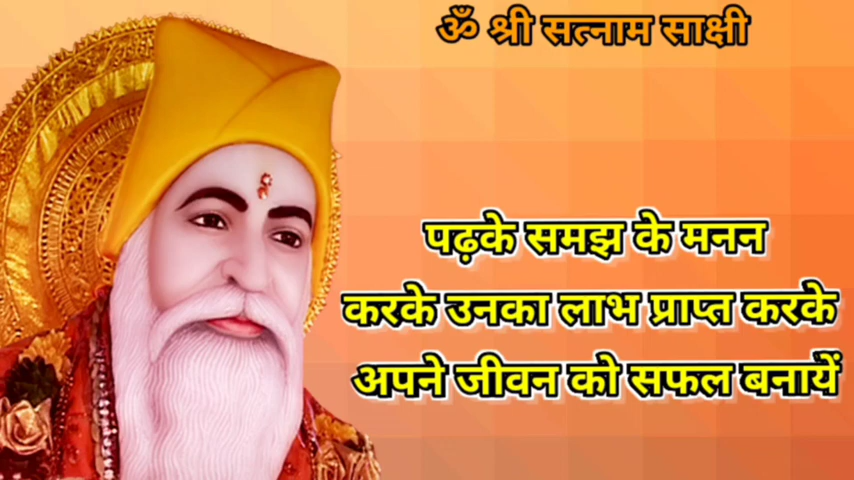 ॐ श्री सत्नाम साक्षी
पढ़के समझ के मनन
करके उनका लाभ प्राप्त करके
अपने जीवन को सफल बनायें